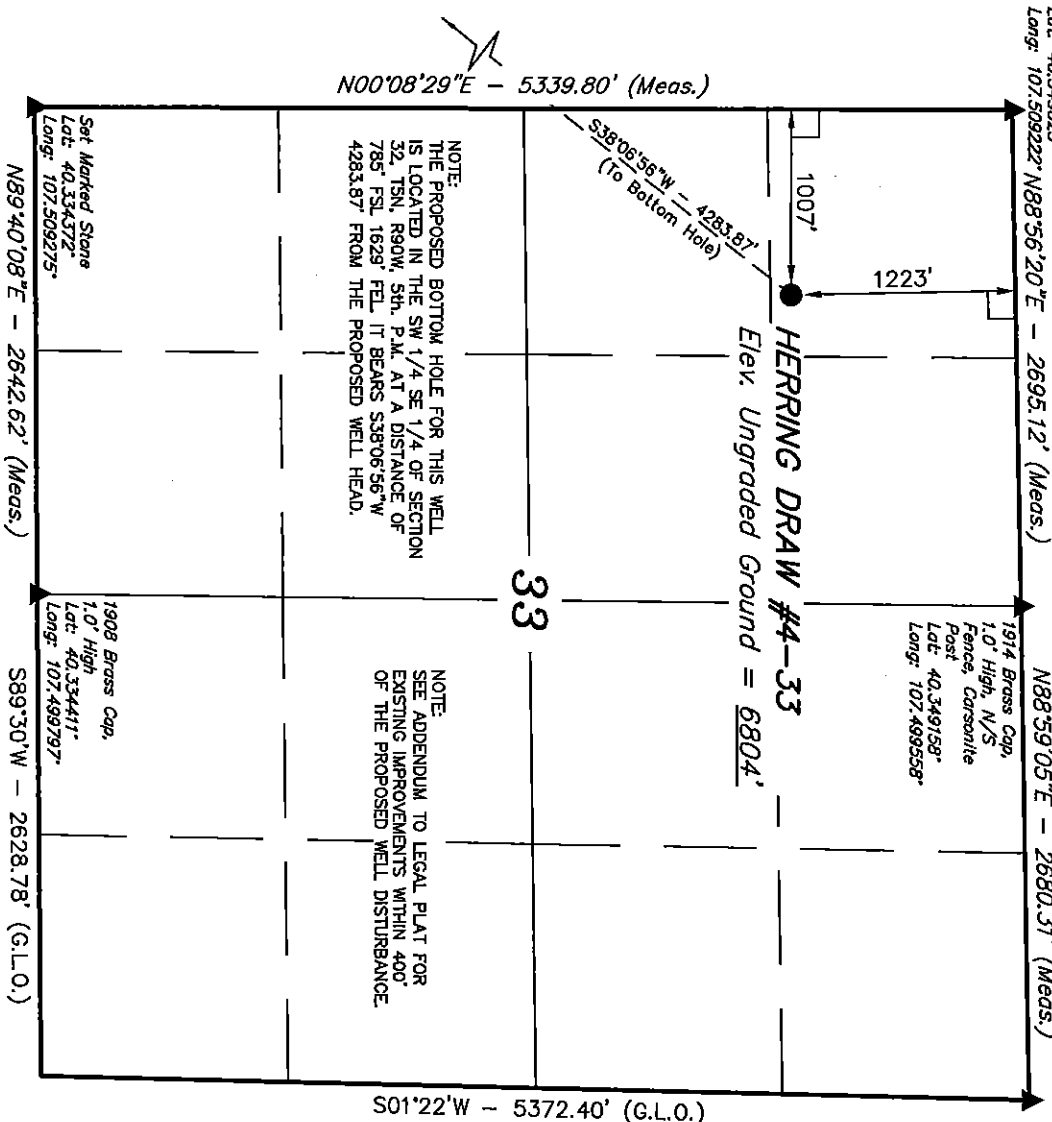 Long: 107.509222°
N88°56'20"E - 2695.12' (Meas.)
N88°59'05"E - 2680.31' (Meas.)
N00°08'29"E - 5339.80' (Meas.)
1007'
1223'
S38°06'56"W - 4283.87'
(To Bottom Hole)
HERRING DRAW #4-33
Elev. Ungraded Ground = 6804'
1914 Brass Cap,
1.0' High, N/S
Fence, Carsonite
Post
Lat: 40.349158°
Long: 107.499558°
33
NOTE:
THE PROPOSED BOTTOM HOLE FOR THIS WELL
IS LOCATED IN THE SW 1/4 SE 1/4 OF SECTION
32, T5N, R90W, 5th. P.M. AT A DISTANCE OF
785' FSL 1629' FEL. IT BEARS S38°06'56"W
4283.87' FROM THE PROPOSED WELL HEAD.
NOTE:
SEE ADDENDUM TO LEGAL PLAT FOR
EXISTING IMPROVEMENTS WITHIN 400'
OF THE PROPOSED WELL DISTURBANCE.
Set Marked Stone
Lat: 40.334372°
Long: 107.509275°
1908 Brass Cap,
1.0' High
Lat: 40.334411°
Long: 107.499797°
N89°40'08"E - 2642.62' (Meas.)
S89°30'W - 2628.78' (G.L.O.)
S01°22'W - 5372.40' (G.L.O.)